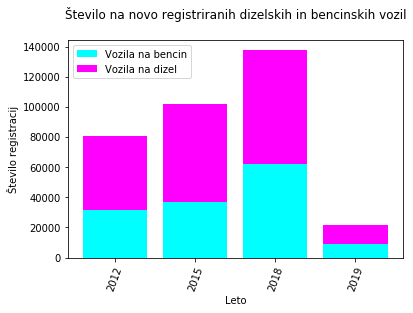 Število na novo registriranih dizelskih in bencinskih vozil
140000
120000
100000
80000
60000
40000
20000
0
Število registracij
Vozila na bencin
Vozila na dizel
2012
2015
2018
2019
Leto